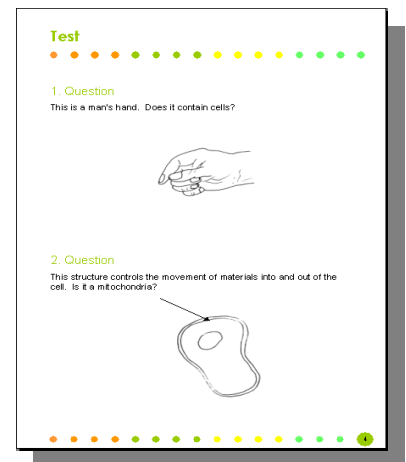 Test
1. Question
This is a man's hand. Does it contain cells?
2. Question
This structure controls the movement of materials into and out of the
cell. Is it a mitochondria?